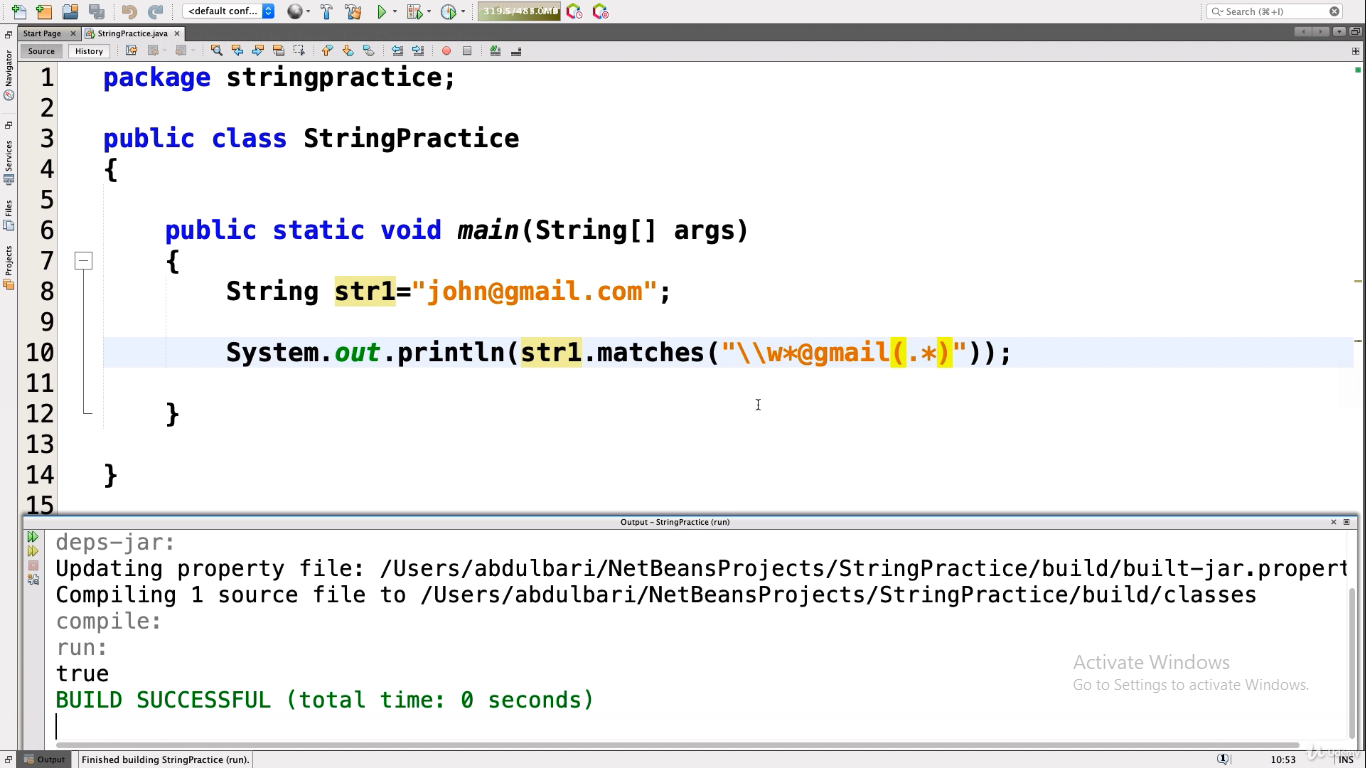 <default conf...
319.5/485.0MB
Search (⌘+I)
Start Page
StringPractice.java
Source
History
Navigator
Services
Files
Projects
1 package stringpractice;
2
3 public class StringPractice
4 {
5
6 public static void main(String[] args)
7 {
8 String str1="john@gmail.com";
9
10 System.out.println(str1.matches("\\w*@gmail(.*)"));
11
12 }
13
14 }
15
Output - StringPractice (run)
deps-jar:
Updating property file: /Users/abdulbari/NetBeansProjects/StringPractice/build/built-jar.propert
Compiling 1 source file to /Users/abdulbari/NetBeansProjects/StringPractice/build/classes
compile:
run:
true
BUILD SUCCESSFUL (total time: 0 seconds)
Activate Windows
Go to Settings to activate Windows.
Output
Finished building StringPractice (run).
1
10:53
INS
Udemy